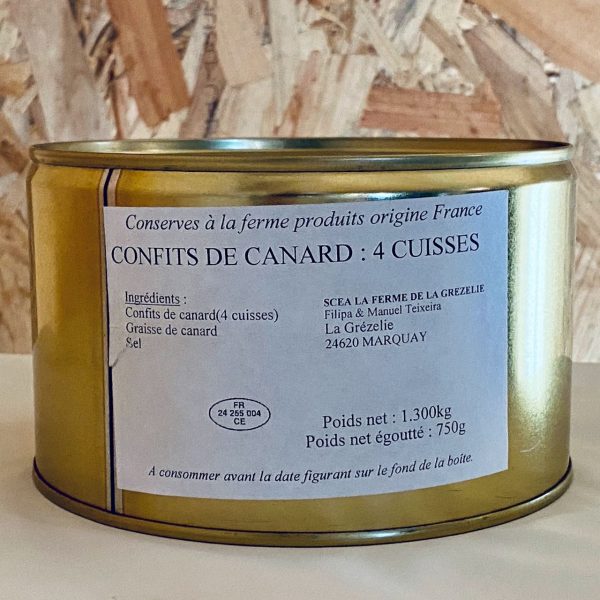 Conserves à la ferme produits origine France
CONFITS DE CANARD : 4 CUISSES
Ingrédients :
Confits de canard(4 cuisses)
Graisse de canard
Sel
SCEA LA FERME DE LA GREZELIE
Filipa & Manuel Teixeira
La Grézelie
24620 MARQUAY
FR
24 255 004
CE
Poids net : 1.300kg
Poids net égoutté : 750g
A consommer avant la date figurant sur le fond de la boite.